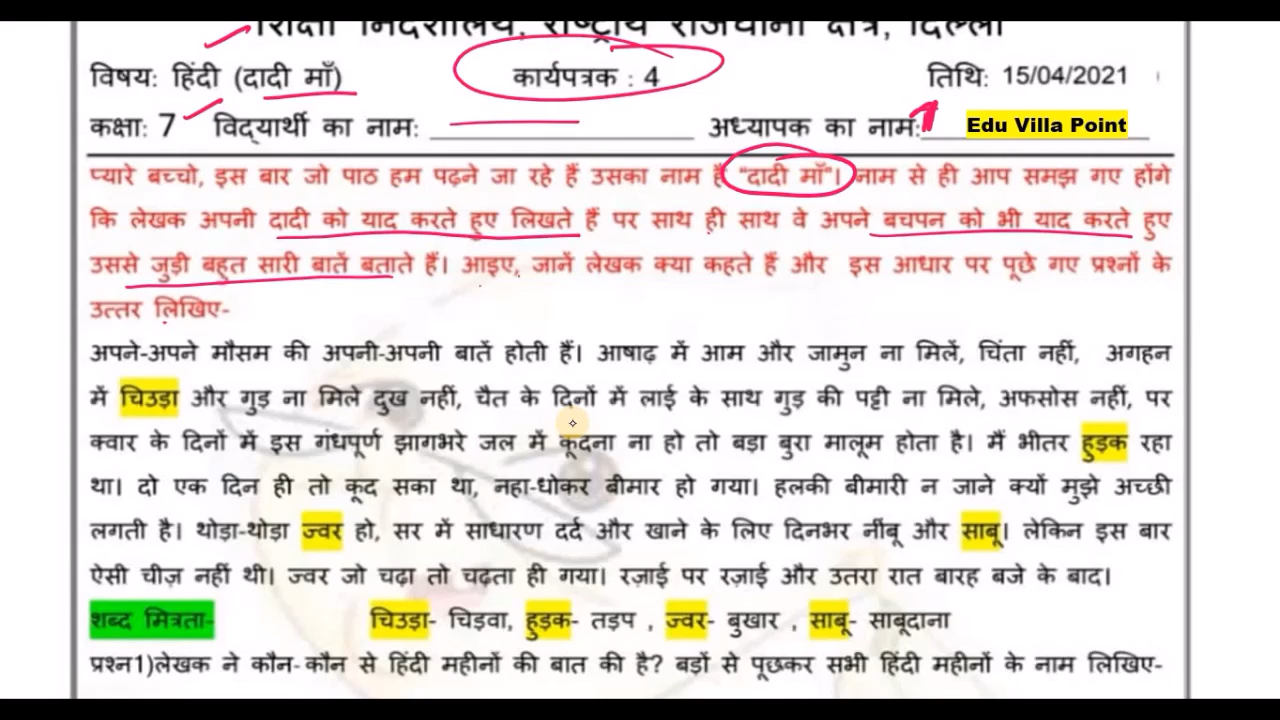 शिक्षा निदेशालय, राष्ट्रीय राजधानी क्षेत्र, दिल्ली
विषय: हिंदी (दादी माँ) कार्यपत्रक : 4 तिथि: 15/04/2021
कक्षा: 7 विद्यार्थी का नाम: अध्यापक का नाम: Edu Villa Point
प्यारे बच्चो, इस बार जो पाठ हम पढ़ने जा रहे हैं उसका नाम है "दादी माँ"। नाम से ही आप समझ गए होंगे
कि लेखक अपनी दादी को याद करते हुए लिखते हैं पर साथ ही साथ वे अपने बचपन को भी याद करते हुए
उससे जुड़ी बहुत सारी बातें बताते हैं। आइए, जानें लेखक क्या कहते हैं और इस आधार पर पूछे गए प्रश्नों के
उत्तर लिखिए-
अपने-अपने मौसम की अपनी-अपनी बातें होती हैं। आषाढ़ में आम और जामुन ना मिलें, चिंता नहीं, अगहन
में चिउड़ा और गुड़ ना मिले दुख नहीं, चैत के दिनों में लाई के साथ गुड़ की पट्टी ना मिले, अफसोस नहीं, पर
क्वार के दिनों में इस गंधपूर्ण झागभरे जल में कूदना ना हो तो बड़ा बुरा मालूम होता है। मैं भीतर हुड़क रहा
था। दो एक दिन ही तो कूद सका था, नहा-धोकर बीमार हो गया। हलकी बीमारी न जाने क्यों मुझे अच्छी
लगती है। थोड़ा-थोड़ा ज्वर हो, सर में साधारण दर्द और खाने के लिए दिनभर नींबू और साबू। लेकिन इस बार
ऐसी चीज़ नहीं थी। ज्वर जो चढ़ा तो चढ़ता ही गया। रज़ाई पर रज़ाई और उतरा रात बारह बजे के बाद।
शब्द मित्रता- चिउड़ा- चिड़वा, हुड़क- तड़प , ज्वर- बुखार , साबू- साबूदाना
प्रश्न1)लेखक ने कौन-कौन से हिंदी महीनों की बात की है? बड़ों से पूछकर सभी हिंदी महीनों के नाम लिखिए-